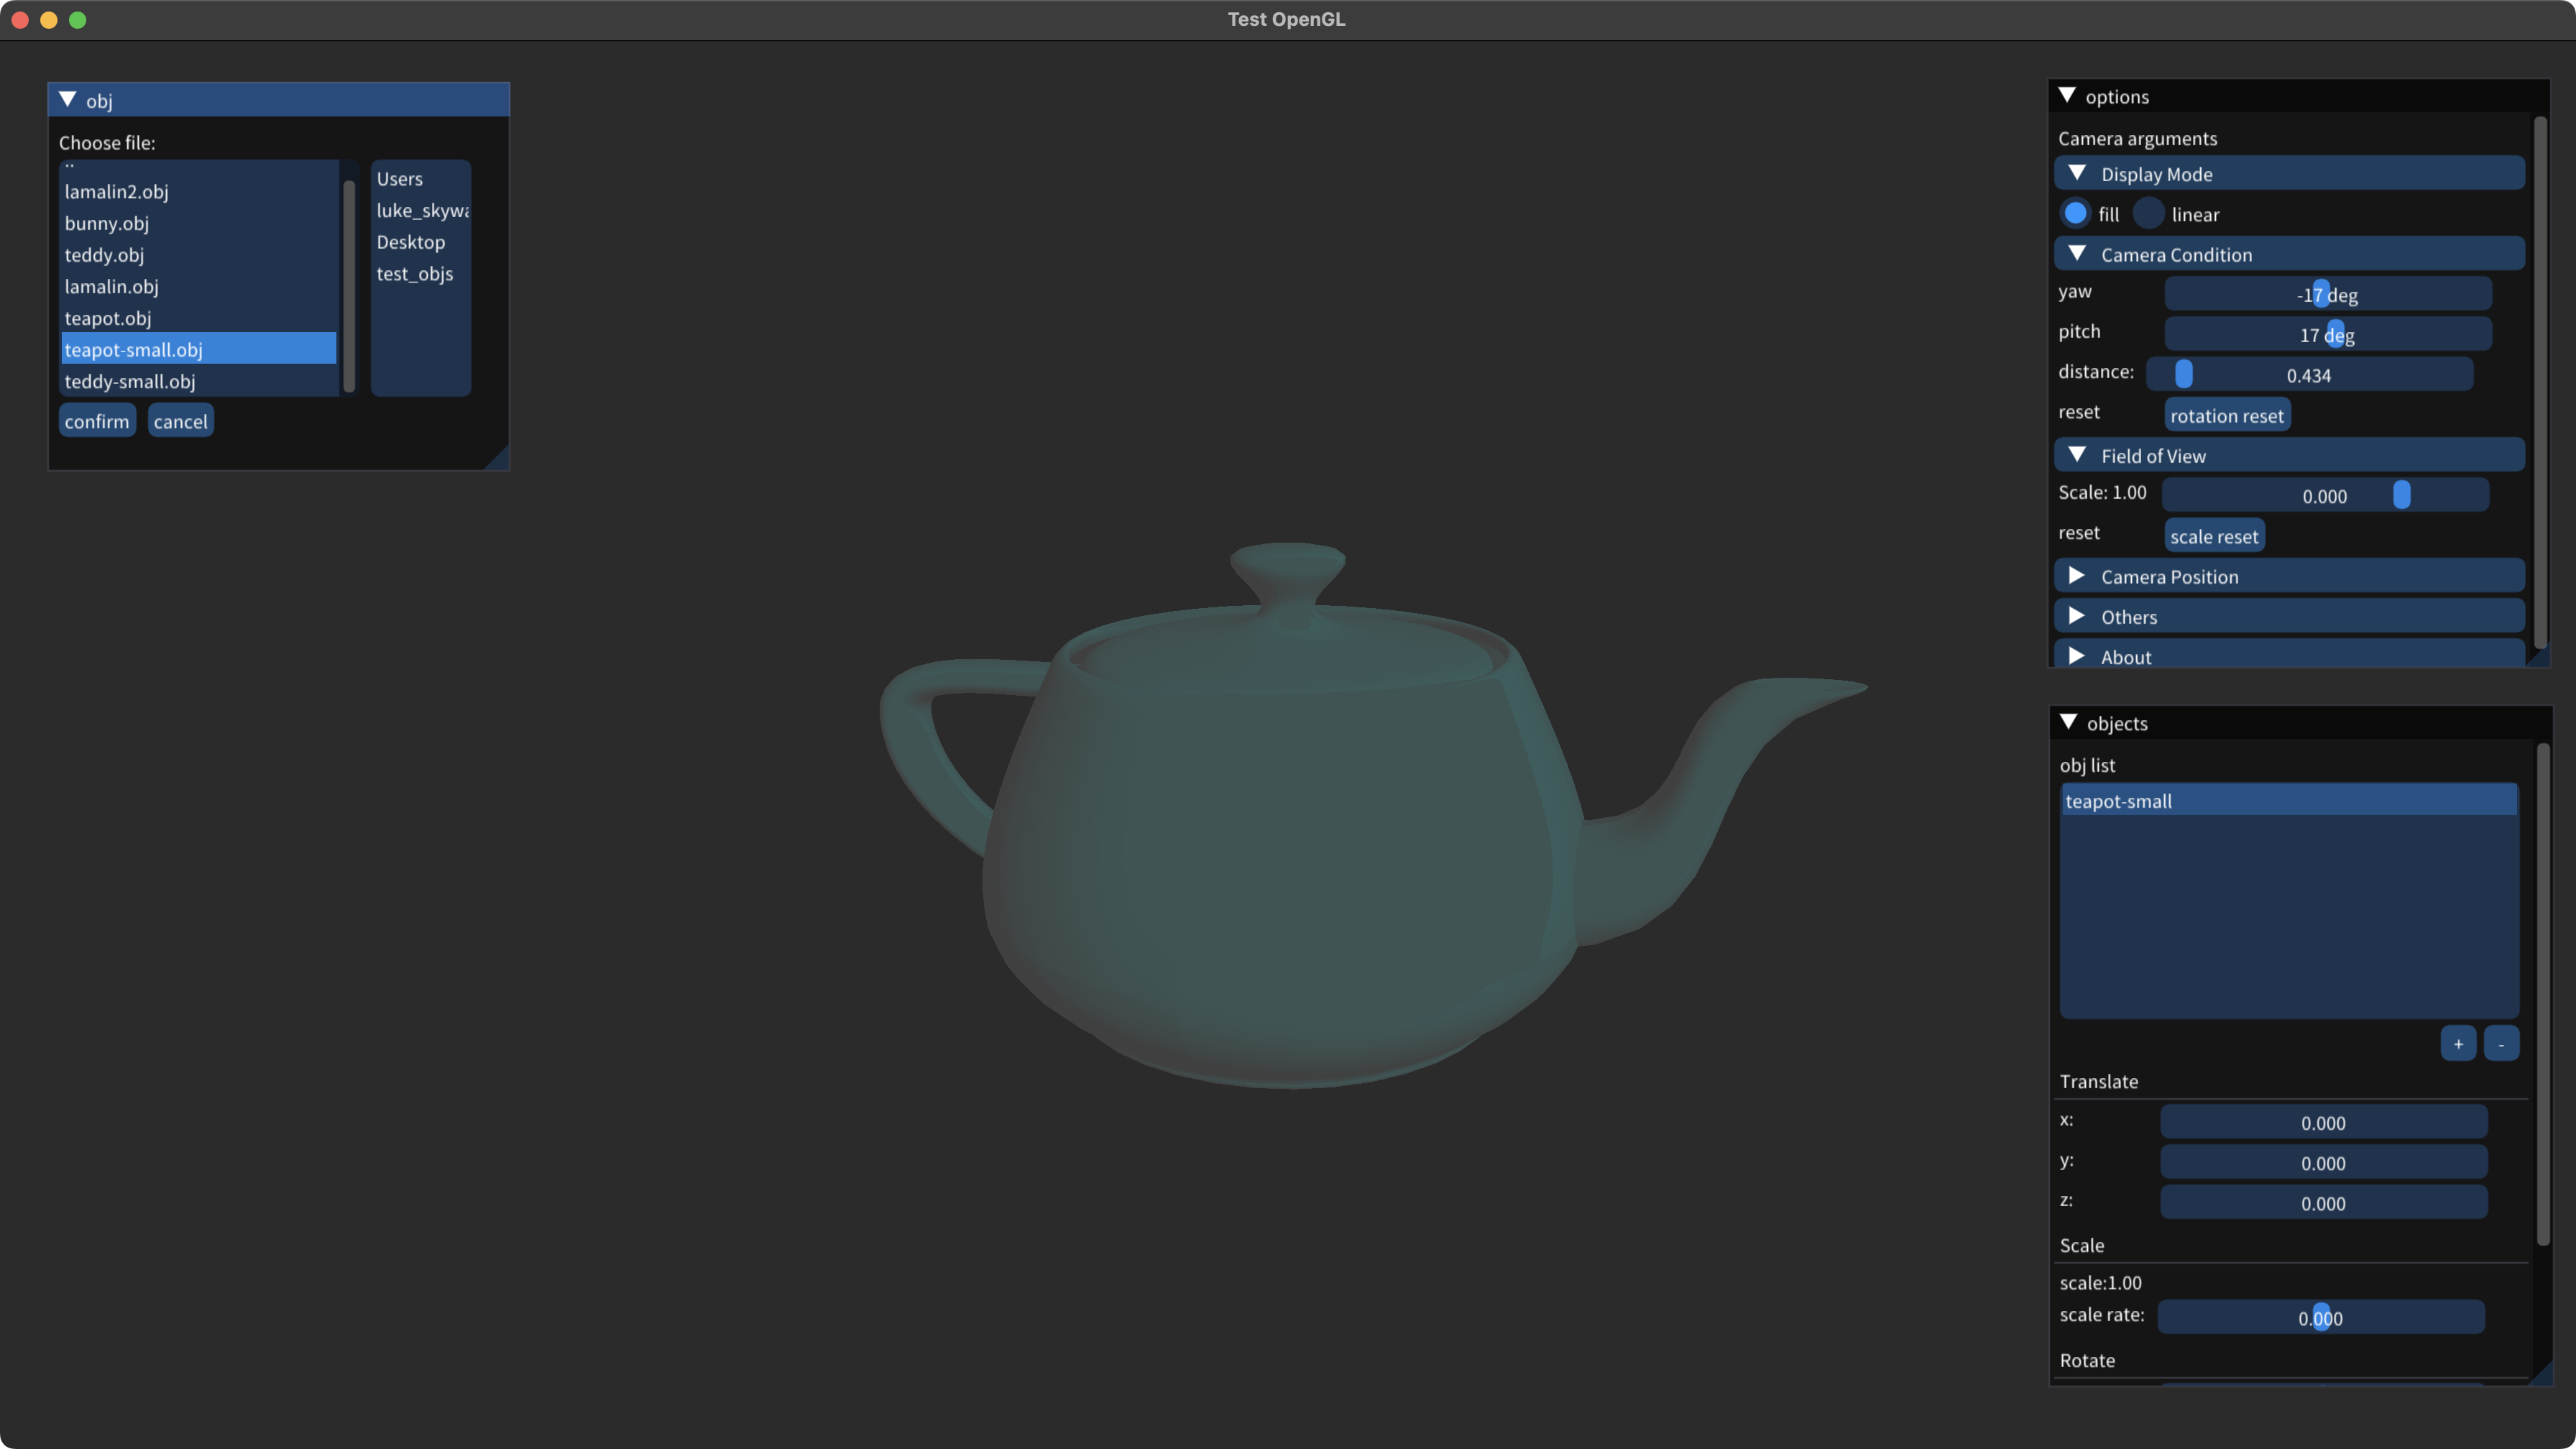 Test OpenGL
obj
Choose file:
..
lamalin2.obj
bunny.obj
teddy.obj
lamalin.obj
teapot.obj
teapot-small.obj
teddy-small.obj
Users
luke_skywa
Desktop
test_objs
confirm cancel
options
Camera arguments
Display Mode
fill linear
Camera Condition
yaw -17 deg
pitch 17 deg
distance: 0.434
reset rotation reset
Field of View
Scale: 1.00 0.000
reset scale reset
Camera Position
Others
About
objects
obj list
teapot-small
+ -
Translate
x: 0.000
y: 0.000
z: 0.000
Scale
scale:1.00
scale rate: 0.000
Rotate